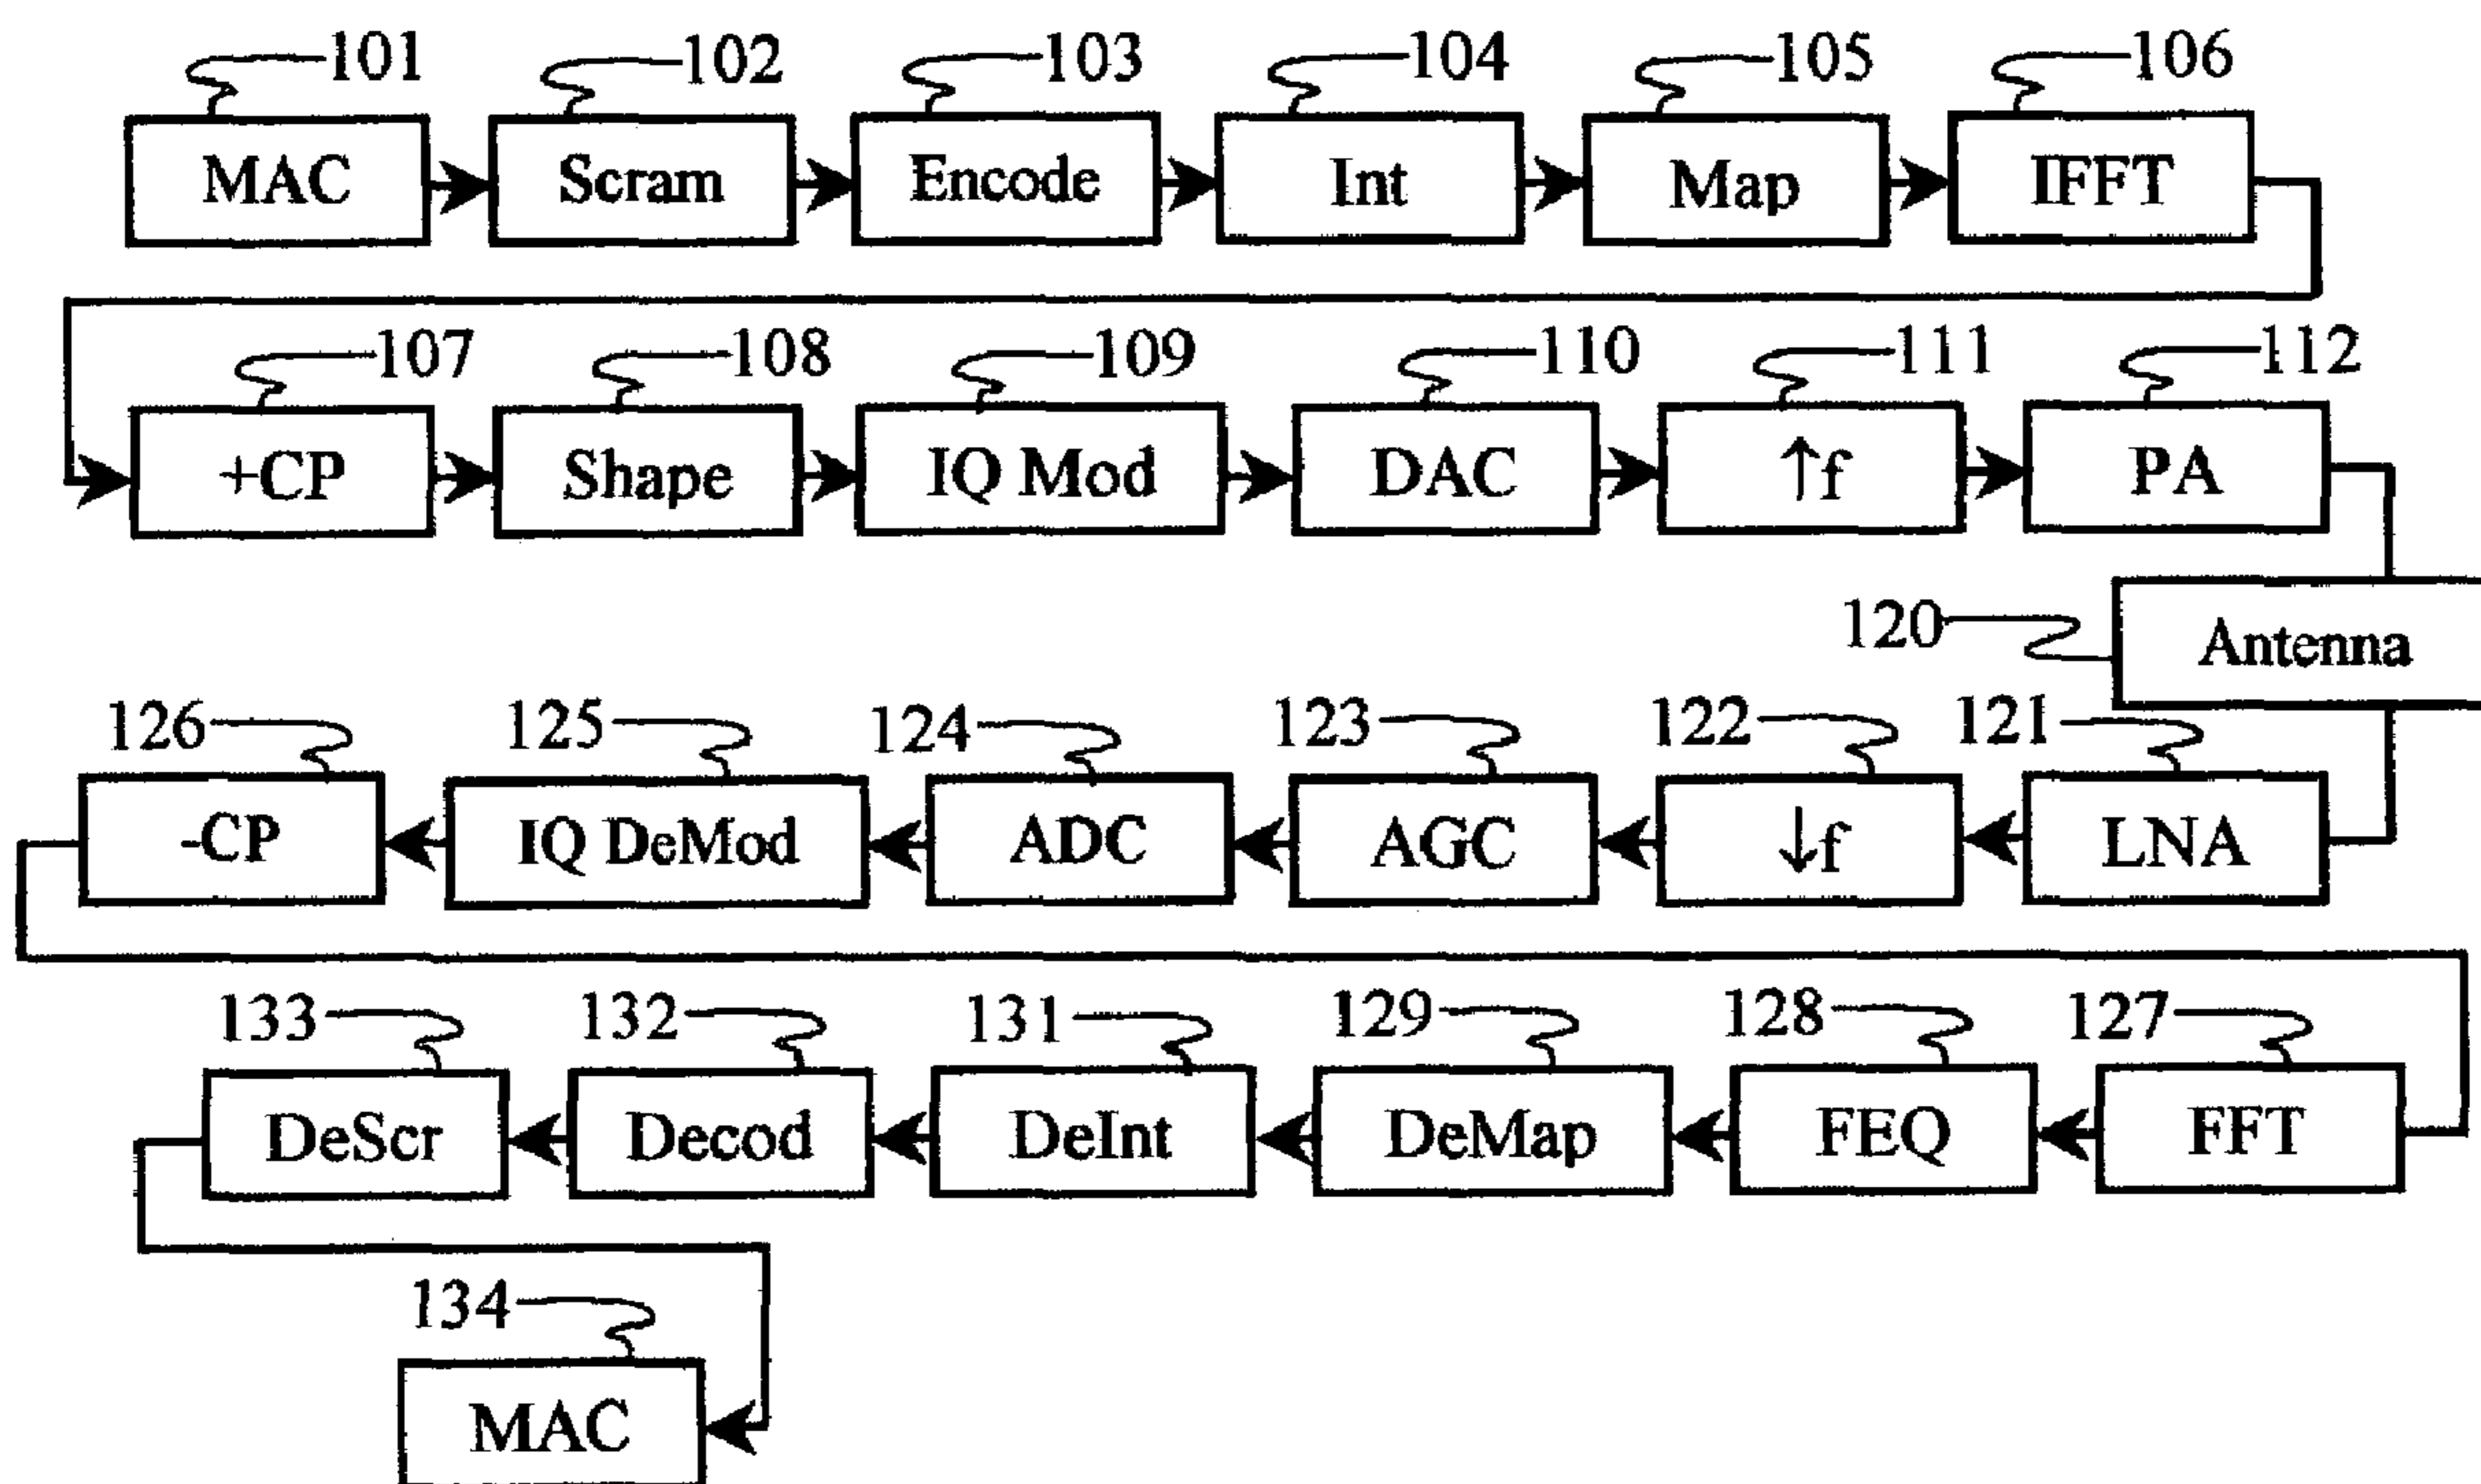 101 102 103 104 105 106
MAC Scram Encode Int Map IFFT
107 108 109 110 111 112
+CP Shape IQ Mod DAC ↑f PA
120 Antenna
126 125 124 123 122 121
-CP IQ DeMod ADC AGC ↓f LNA
133 132 131 129 128 127
DeScr Decod DeInt DeMap FEQ FFT
134
MAC